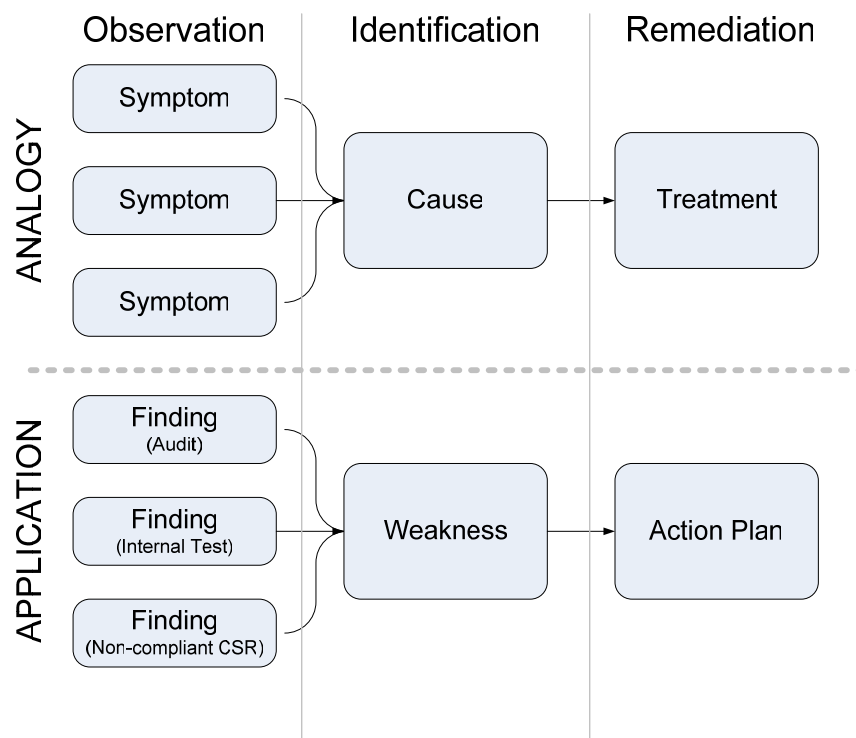 Observation
Identification
Remediation
ANALOGY
Symptom
Symptom
Symptom
Cause
Treatment
APPLICATION
Finding
(Audit)
Finding
(Internal Test)
Finding
(Non-compliant CSR)
Weakness
Action Plan